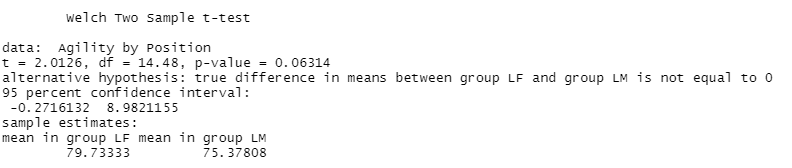 Welch Two Sample t-test
data:  Agility by Position
t = 2.0126, df = 14.48, p-value = 0.06314
alternative hypothesis: true difference in means between group LF and group LM is not equal to 0
95 percent confidence interval:
 -0.2716132  8.9821155
sample estimates:
mean in group LF mean in group LM
        79.73333         75.37808